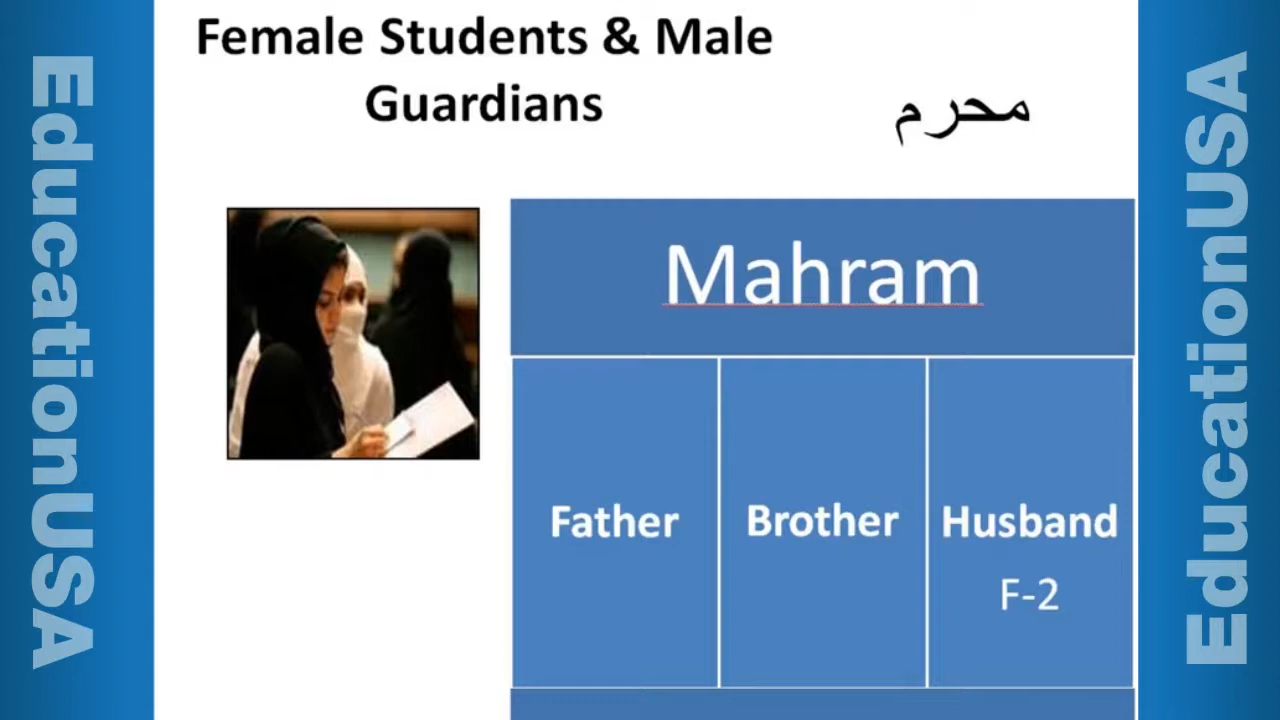 Female Students & Male
Guardians
محرم
Mahram
Father
Brother
Husband
F-2
EducationUSA
EducationUSA